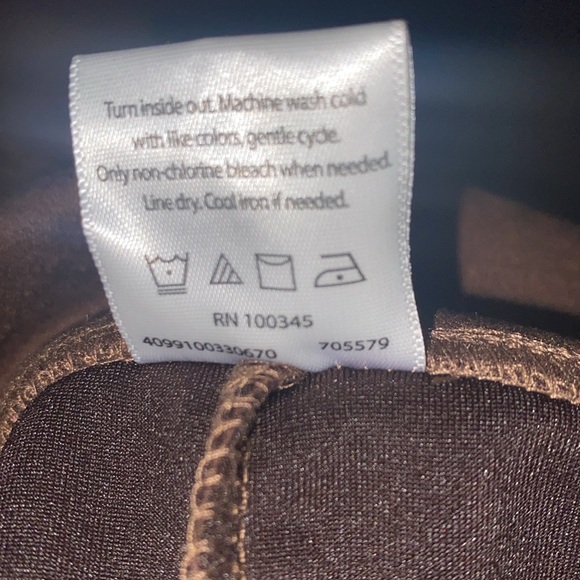 Turn inside out. Machine wash cold
with like colors, gentle cycle.
Only non-chlorine bleach when needed.
Line dry. Cool iron if needed.
RN 100345
4099100330670 705579